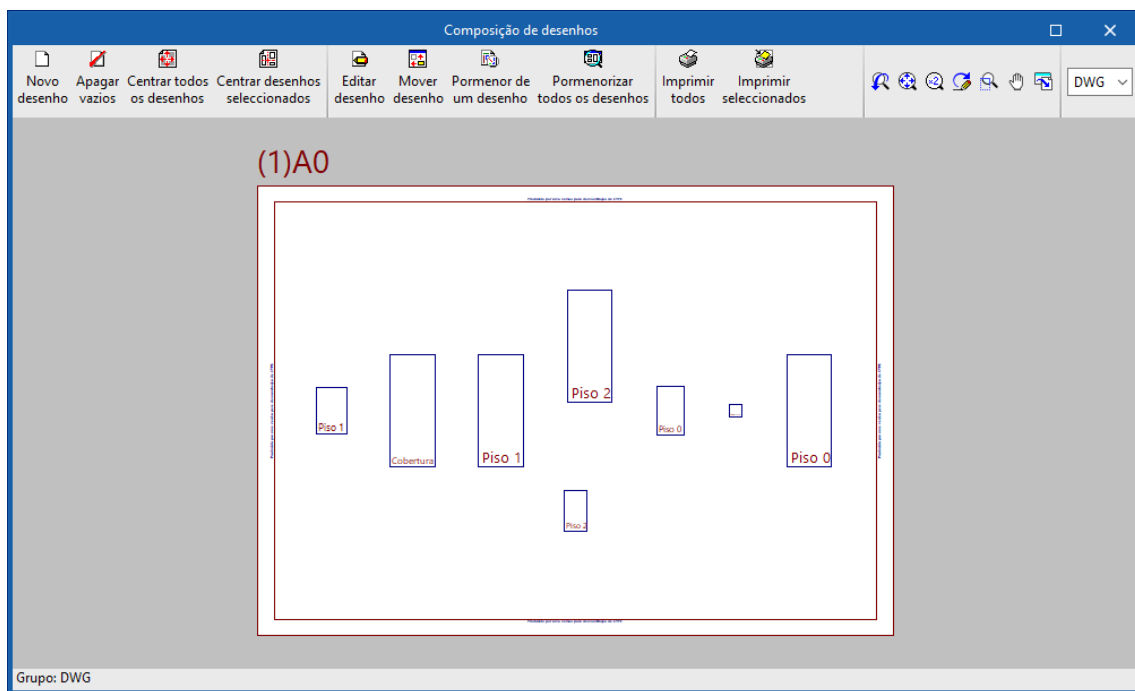 Composição de desenhos
Novo desenho
Apagar vazios
Centrar todos os desenhos
Centrar desenhos seleccionados
Editar desenho
Mover desenho
Pormenor de um desenho
Pormenorizar todos os desenhos
Imprimir todos
Imprimir seleccionados
x2
DWG
(1)A0
Piso 2
Piso 1
Piso 0
Cobertura
Piso 1
Piso 0
Piso 2
Grupo: DWG